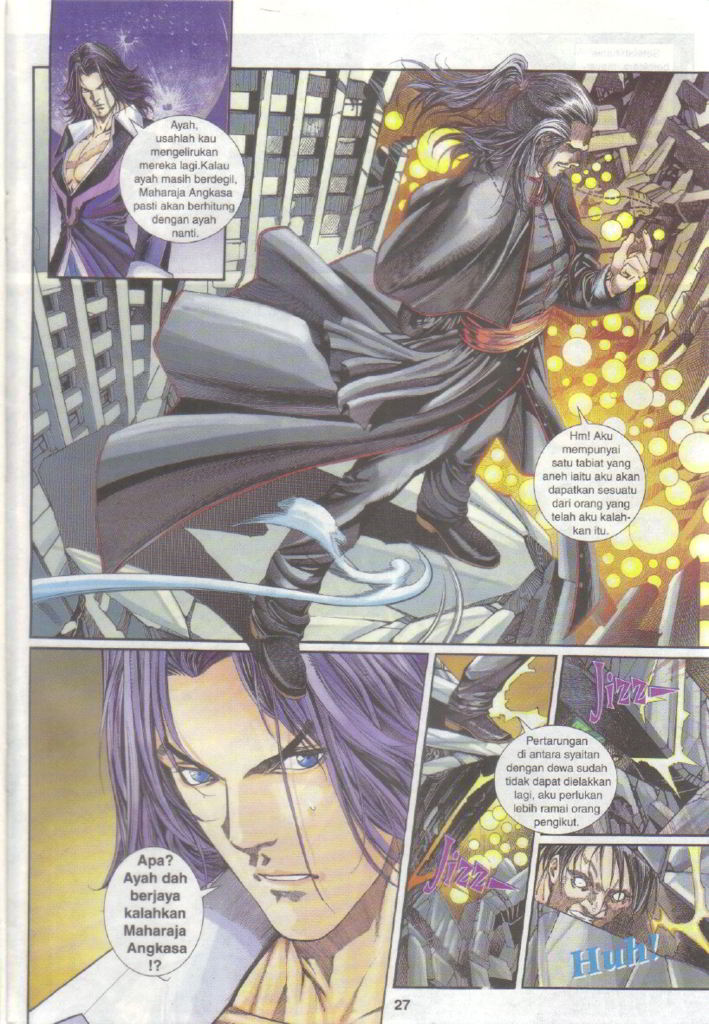 Ayah,
usahlah kau
mengelirukan
mereka lagi.Kalau
ayah masih berdegil,
Maharaja Angkasa
pasti akan berhitung
dengan ayah
nanti.
Hm! Aku
mempunyai
satu tabiat yang
aneh iaitu aku akan
dapatkan sesuatu
dari orang yang
telah aku kalah-
kan itu.
Apa?
Ayah dah
berjaya
kalahkan
Maharaja
Angkasa
!?
Jizz
Pertarungan
di antara syaitan
dengan dewa sudah
tidak dapat dielakkan
lagi, aku perlukan
lebih ramai orang
pengikut.
Jizz
Huh!
27